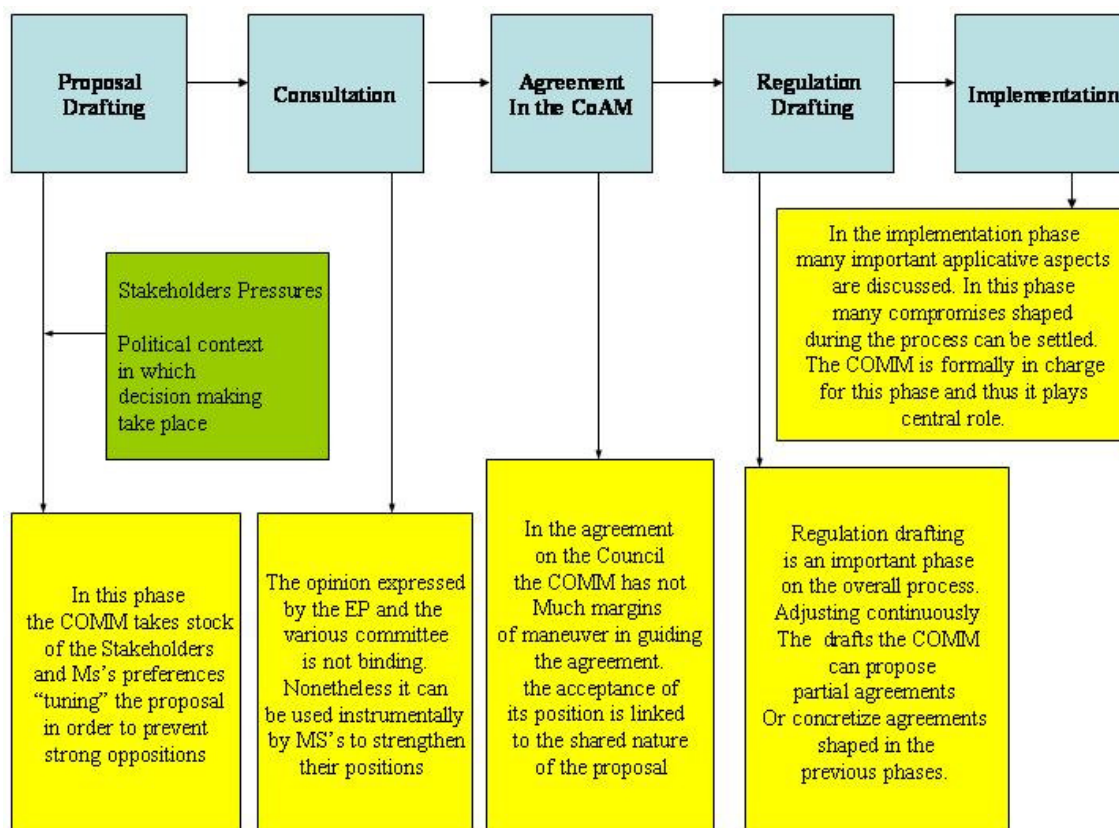 Proposal
Drafting
Consultation
Agreement
In the CoAM
Regulation
Drafting
Implementation
Stakeholders Pressures
Political context
in which
decision making
take place
In the implementation phase
many important applicative aspects
are discussed. In this phase
many compromises shaped
during the process can be settled.
The COMM is formally in charge
for this phase and thus it plays
central role.
In this phase
the COMM takes stock
of the Stakeholders
and Ms's preferences
“tuning” the proposal
in order to prevent
strong oppositions
The opinion expressed
by the EP and the
various committee
is not binding.
Nonetheless it can
be used instrumentally
by MS's to strengthen
their positions
In the agreement
on the Council
the COMM has not
Much margins
of maneuver in guiding
the agreement.
the acceptance of
its position is linked
to the shared nature
of the proposal
Regulation drafting
is an important phase
on the overall process.
Adjusting continuously
The drafts the COMM
can propose
partial agreements
Or concretize agreements
shaped in the
previous phases.